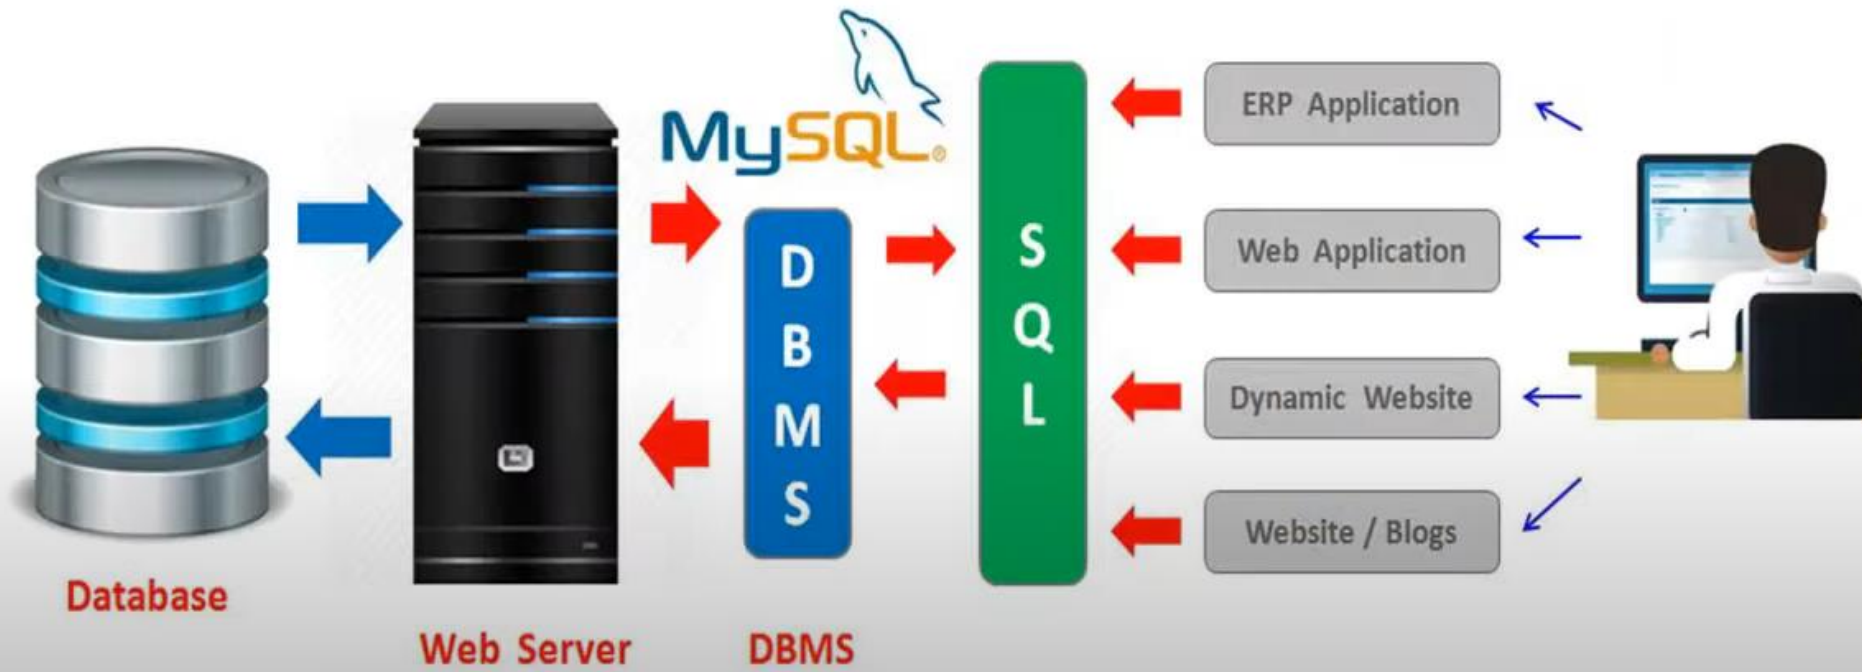 MySQL®
ERP Application
Web Application
Dynamic Website
Website / Blogs
D
B
M
S
S
Q
L
Database
Web Server
DBMS